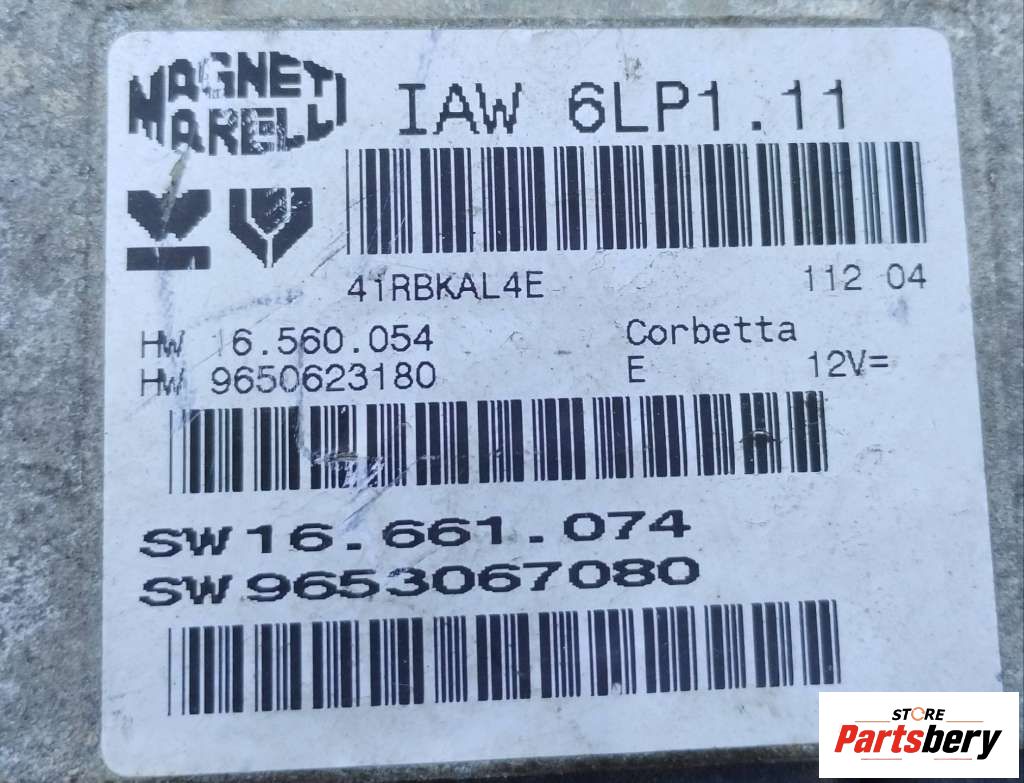 MAGNETI
MARELLI
IAW 6LP1.11
41RBKAL4E 112 04
HW 16.560.054 Corbetta
HW 9650623180 E 12V=
SW 16.661.074
SW 9653067080
STORE
Partsbery